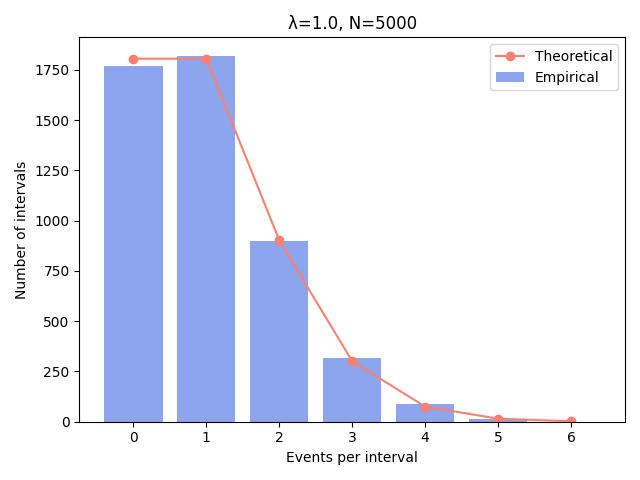 λ=1.0, N=5000
Theoretical
Empirical
Number of intervals
1750
1500
1250
1000
750
500
250
0
0 1 2 3 4 5 6
Events per interval